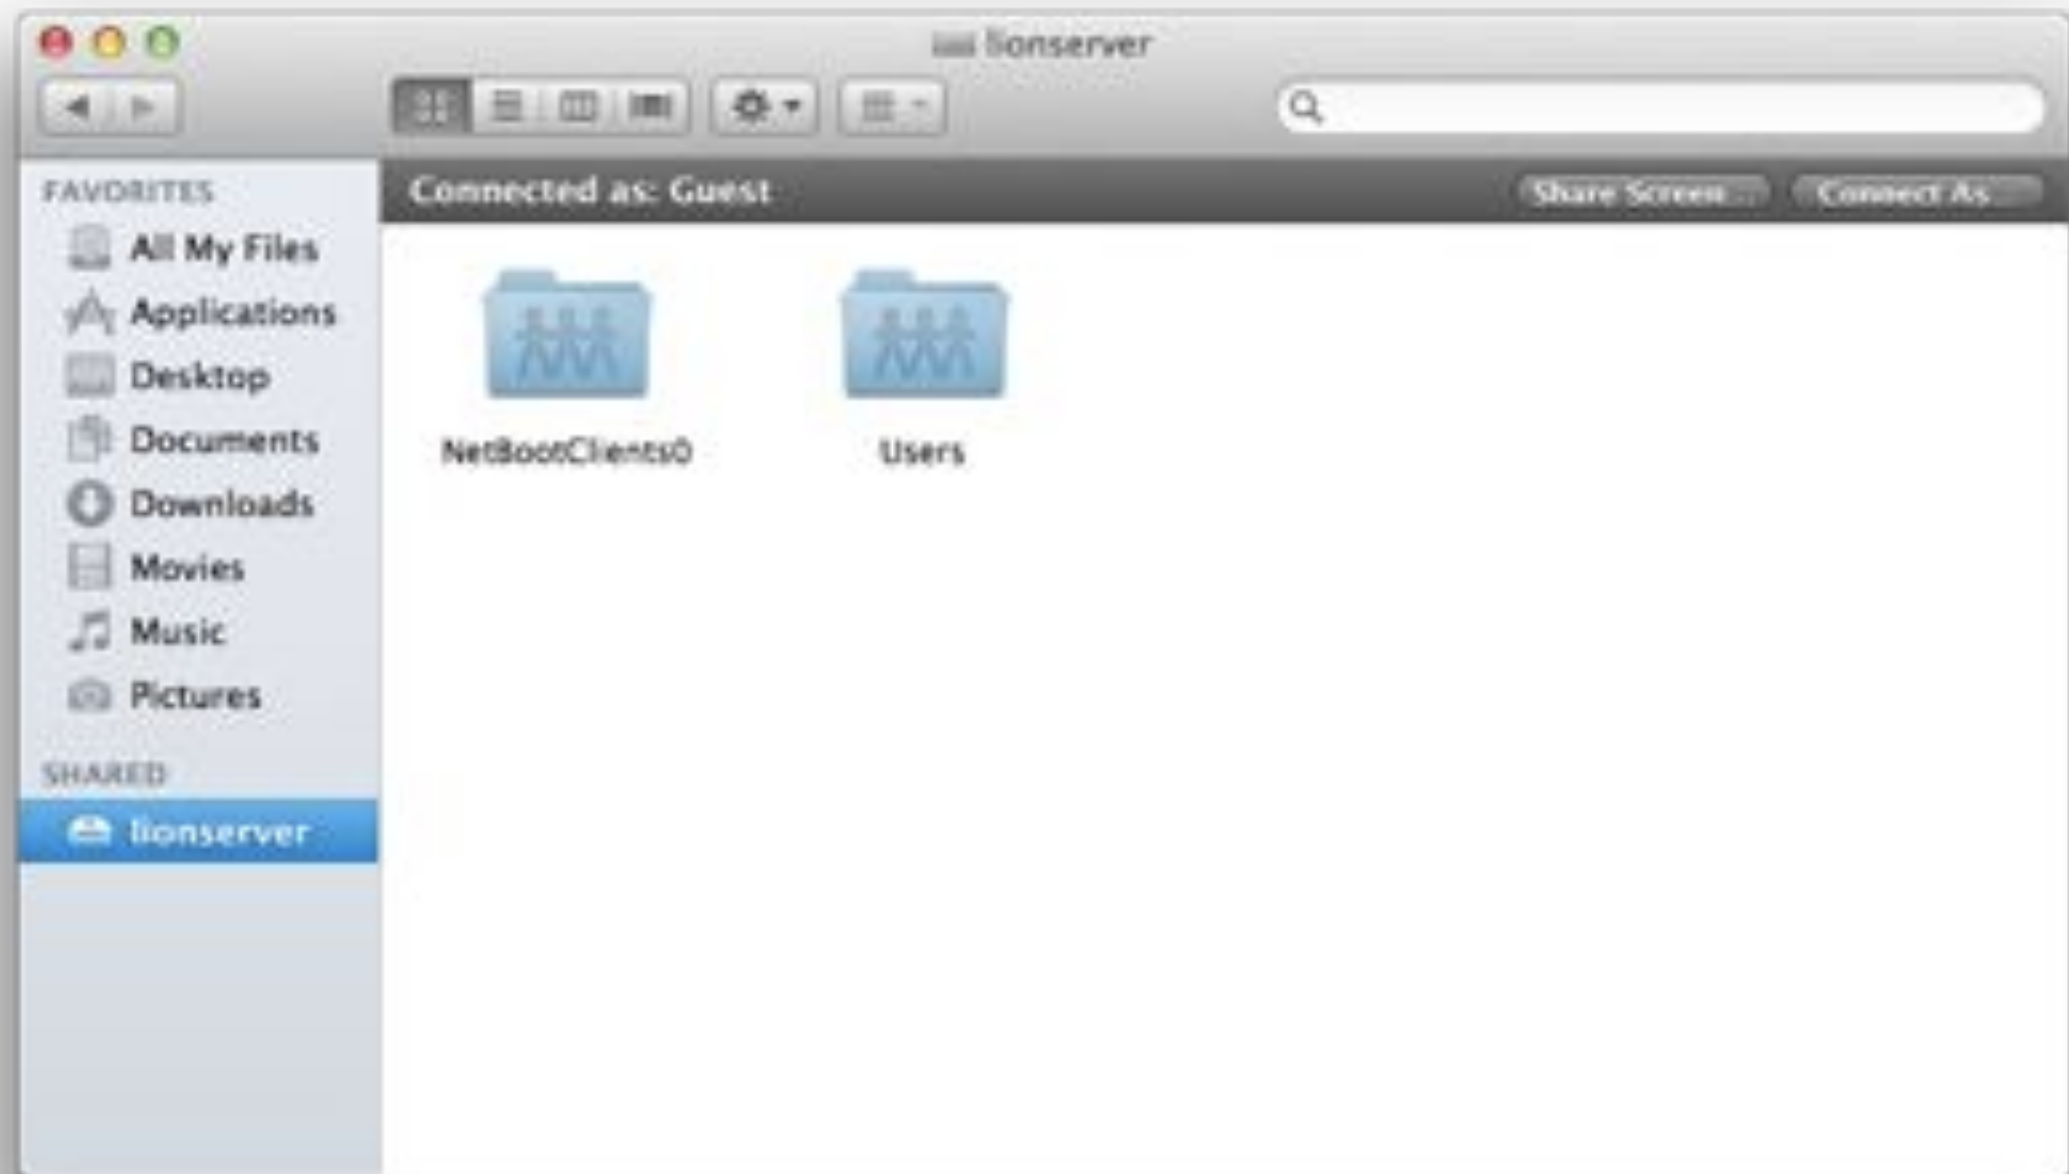 lionserver
Connected as: Guest
Share Screen...
Connect As...
FAVORITES
All My Files
Applications
Desktop
Documents
Downloads
Movies
Music
Pictures
SHARED
lionserver
NetBootClients0
Users